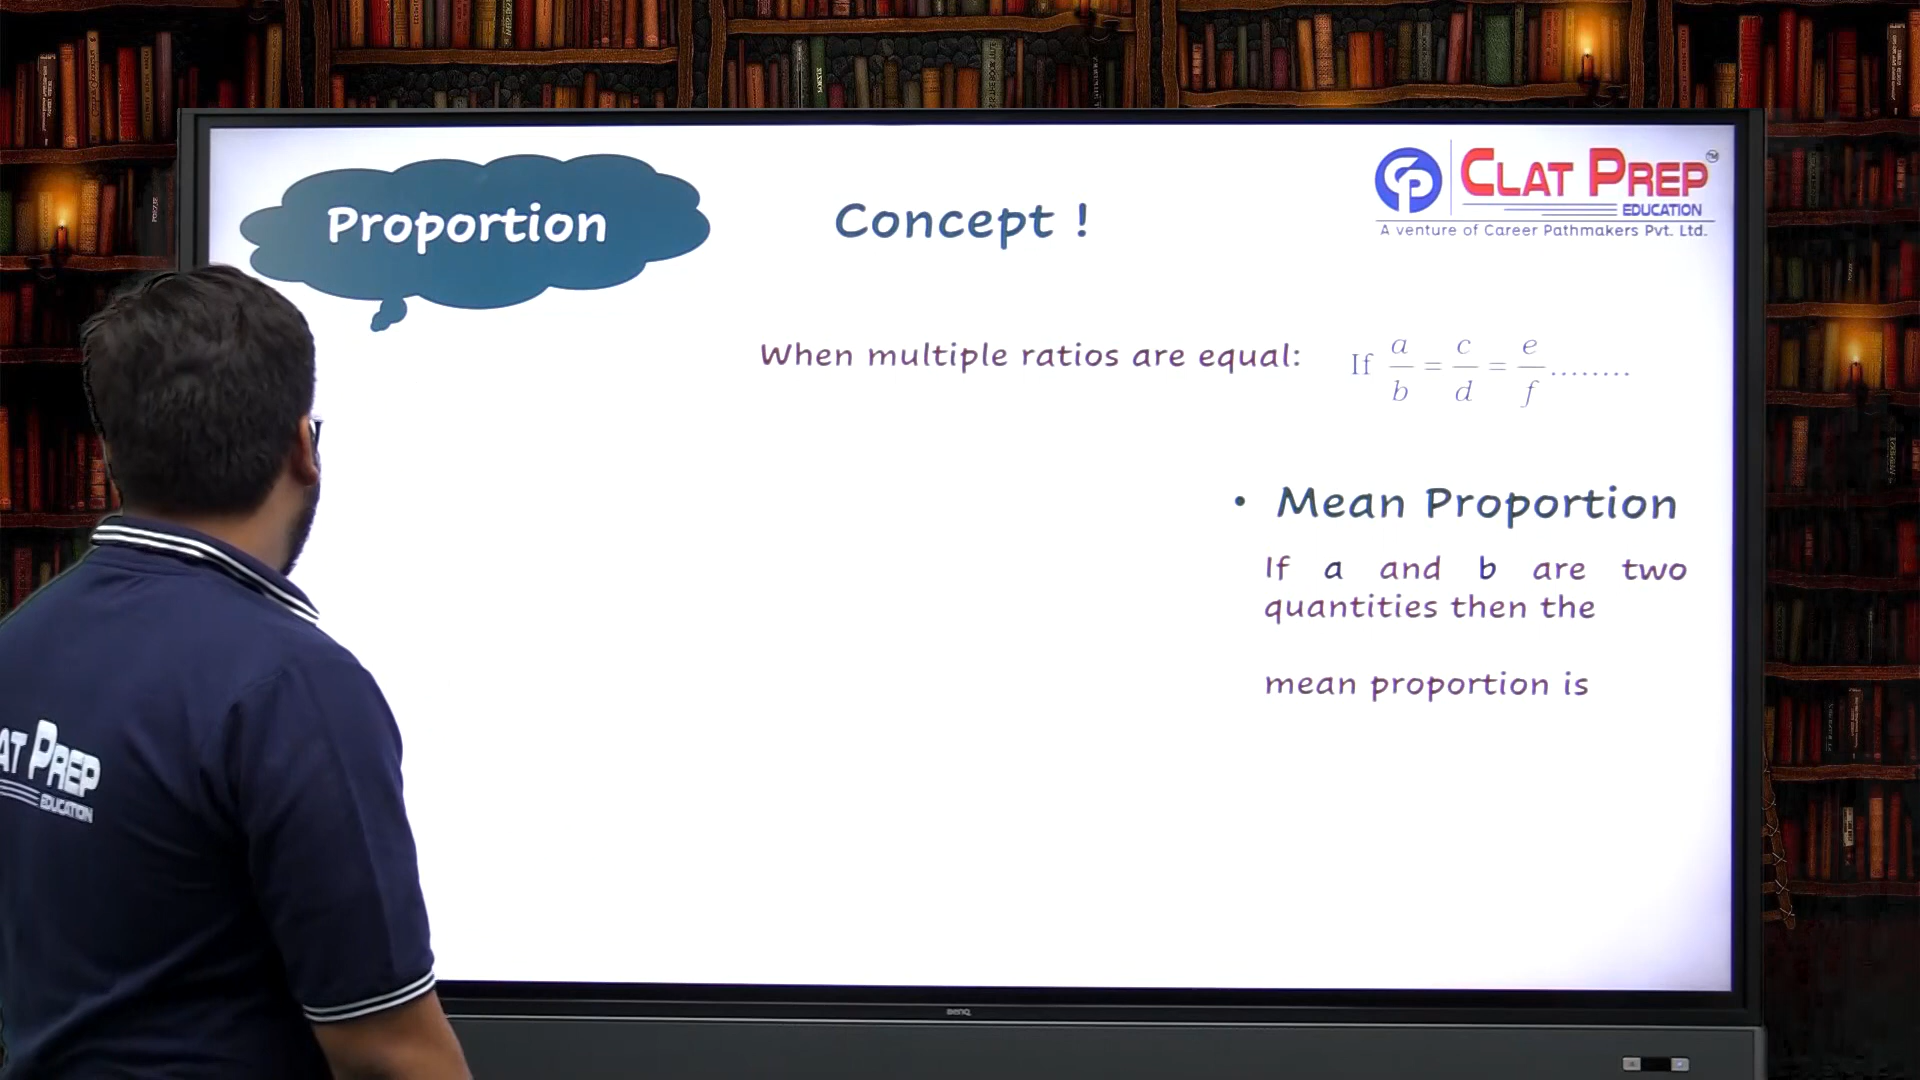 Proportion
Concept !
CLAT PREP ™
EDUCATION
A venture of Career Pathmakers Pvt. Ltd.
When multiple ratios are equal: If a/b = c/d = e/f ........
• Mean Proportion
If a and b are two
quantities then the
mean proportion is
AT PREP
EDUCATION
BenQ